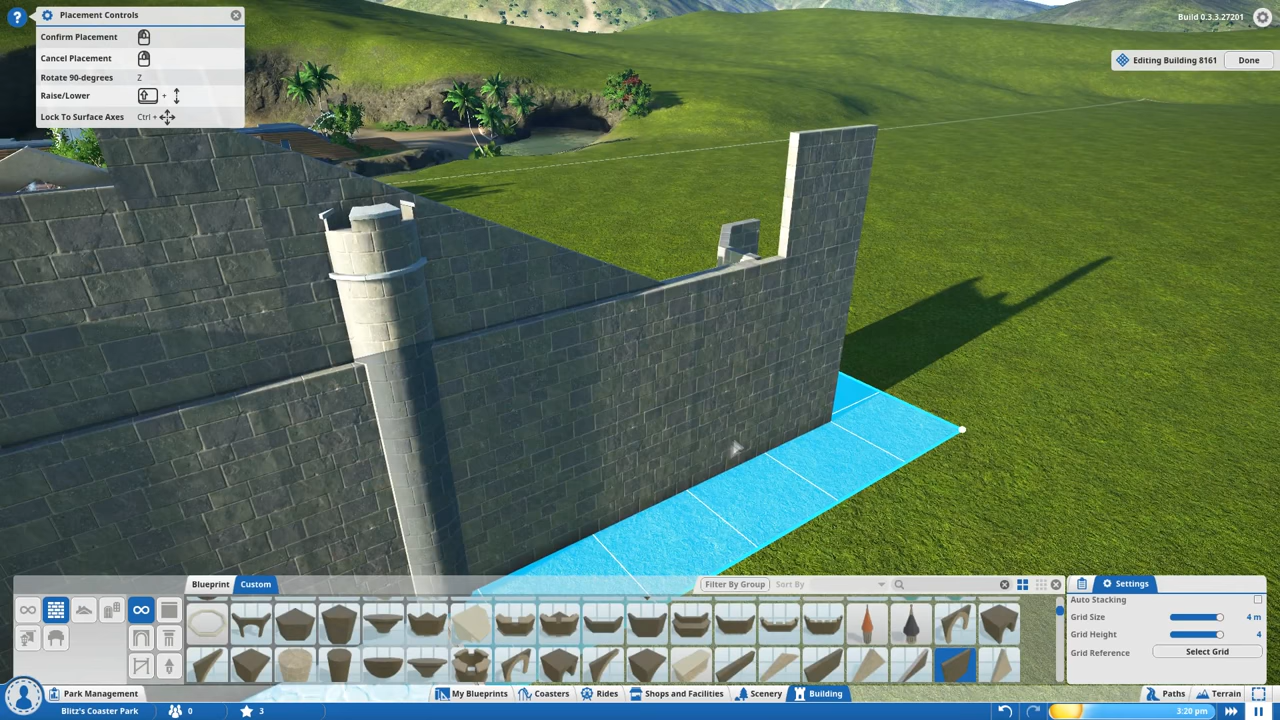 ?
Placement Controls
Confirm Placement
Cancel Placement
Rotate 90-degrees Z
Raise/Lower +
Lock To Surface Axes Ctrl +
Build 0.3.3.27201
Editing Building 8161 Done
Blueprint Custom Filter By Group Sort By Settings
Auto Stacking
Grid Size 4 m
Grid Height 4
Grid Reference Select Grid
Park Management My Blueprints Coasters Rides Shops and Facilities Scenery Building Paths Terrain
Blitz's Coaster Park 0 3 3:20 pm